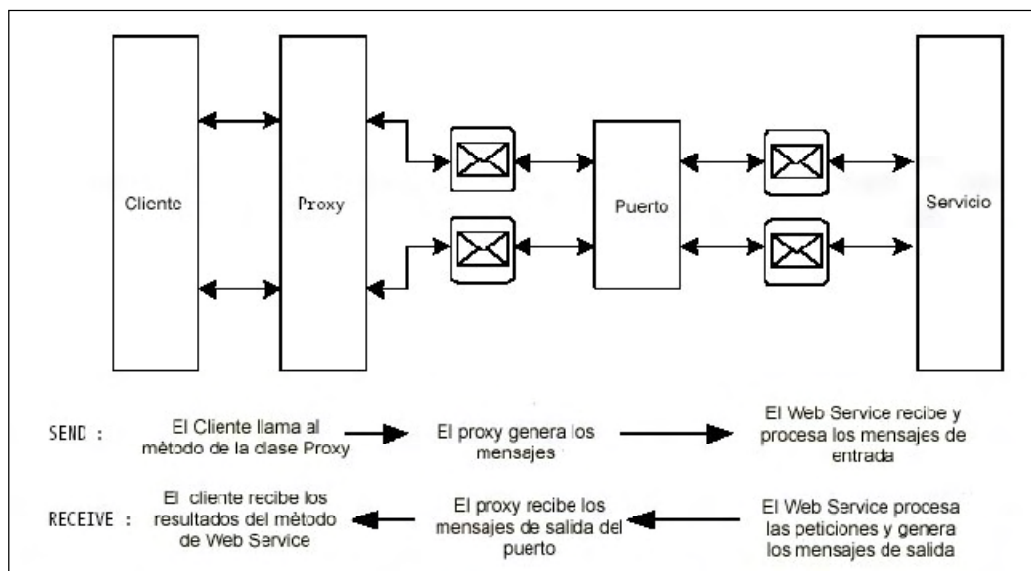 Cliente
Proxy
Puerto
Servicio
SEND :
El Cliente llama al
mètodo de la clase Proxy
El proxy genera los
mensajes
El Web Service recibe y
procesa los mensajes de
entrada
RECEIVE :
El cliente recibe los
resultados del mètodo
de Web Service
El proxy recibe los
mensajes de salida del
puerto
El Web Service procesa
las peticiones y genera
los mensajes de salida